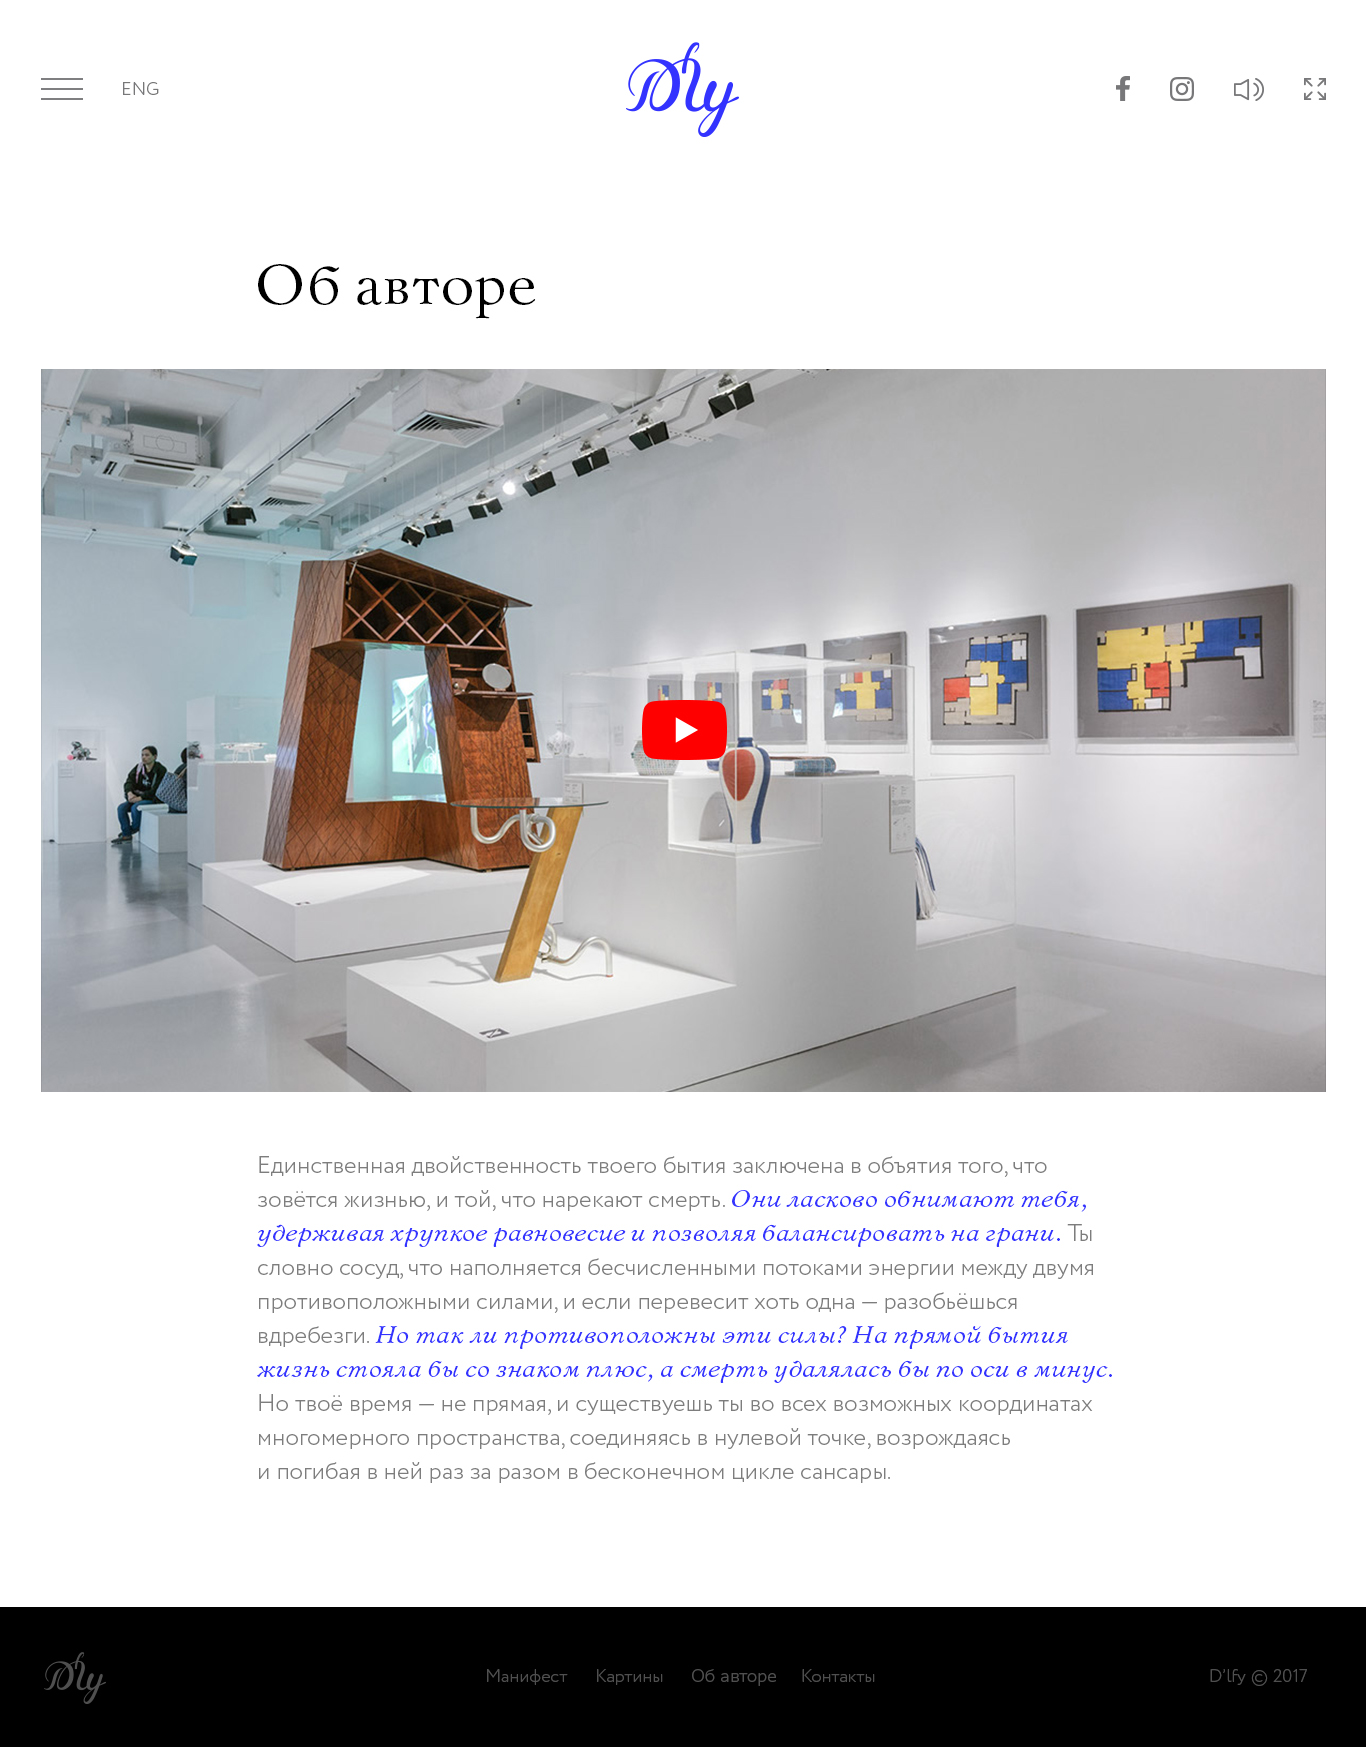 ENG
Dly
Об авторе
Единственная двойственность твоего бытия заключена в объятия того, что
зовётся жизнью, и той, что нарекают смерть. Они ласково обнимают тебя,
удерживая хрупкое равновесие и позволяя балансировать на грани. Ты
словно сосуд, что наполняется бесчисленными потоками энергии между двумя
противоположными силами, и если перевесит хоть одна — разобьёшься
вдребезги. Но так ли противоположны эти силы? На прямой бытия
жизнь стояла бы со знаком плюс, а смерть удалялась бы по оси в минус.
Но твоё время — не прямая, и существуешь ты во всех возможных координатах
многомерного пространства, соединяясь в нулевой точке, возрождаясь
и погибая в ней раз за разом в бесконечном цикле сансары.
Dly
Манифест Картины Об авторе Контакты
D’lfy © 2017